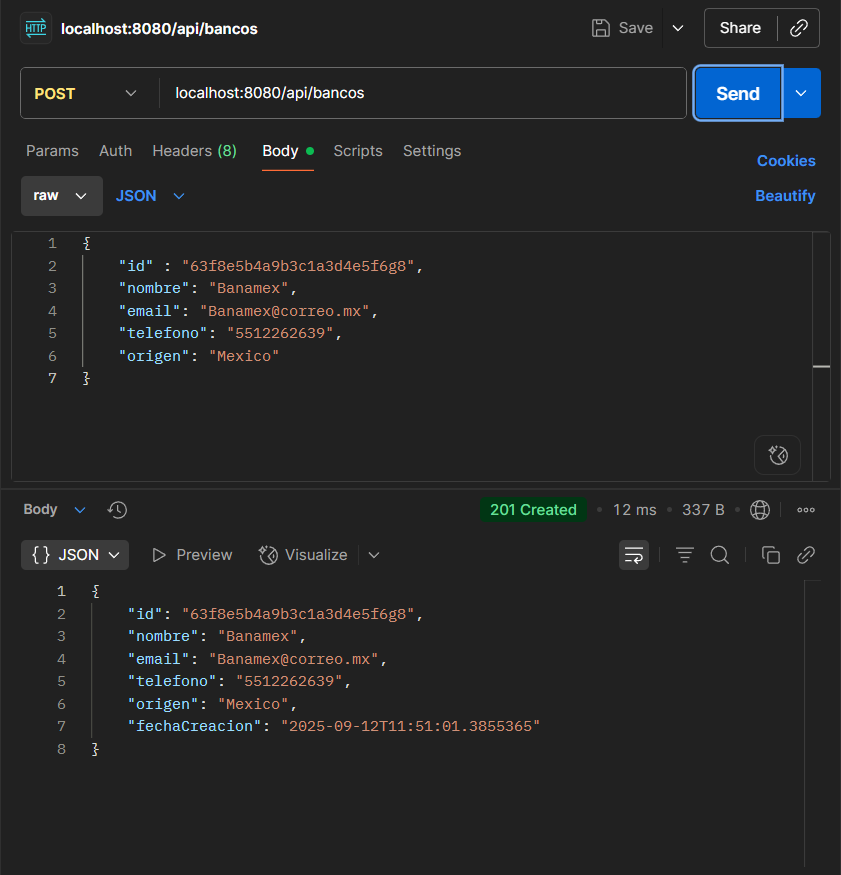 HTTP localhost:8080/api/bancos Save Share
POST localhost:8080/api/bancos Send
Params Auth Headers (8) Body Scripts Settings Cookies
raw JSON Beautify
1 {
2 "id" : "63f8e5b4a9b3c1a3d4e5f6g8",
3 "nombre": "Banamex",
4 "email": "Banamex@correo.mx",
5 "telefono": "5512262639",
6 "origen": "Mexico"
7 }
Body 201 Created • 12 ms • 337 B •
{} JSON Preview Visualize
1 {
2 "id": "63f8e5b4a9b3c1a3d4e5f6g8",
3 "nombre": "Banamex",
4 "email": "Banamex@correo.mx",
5 "telefono": "5512262639",
6 "origen": "Mexico",
7 "fechaCreacion": "2025-09-12T11:51:01.3855365"
8 }